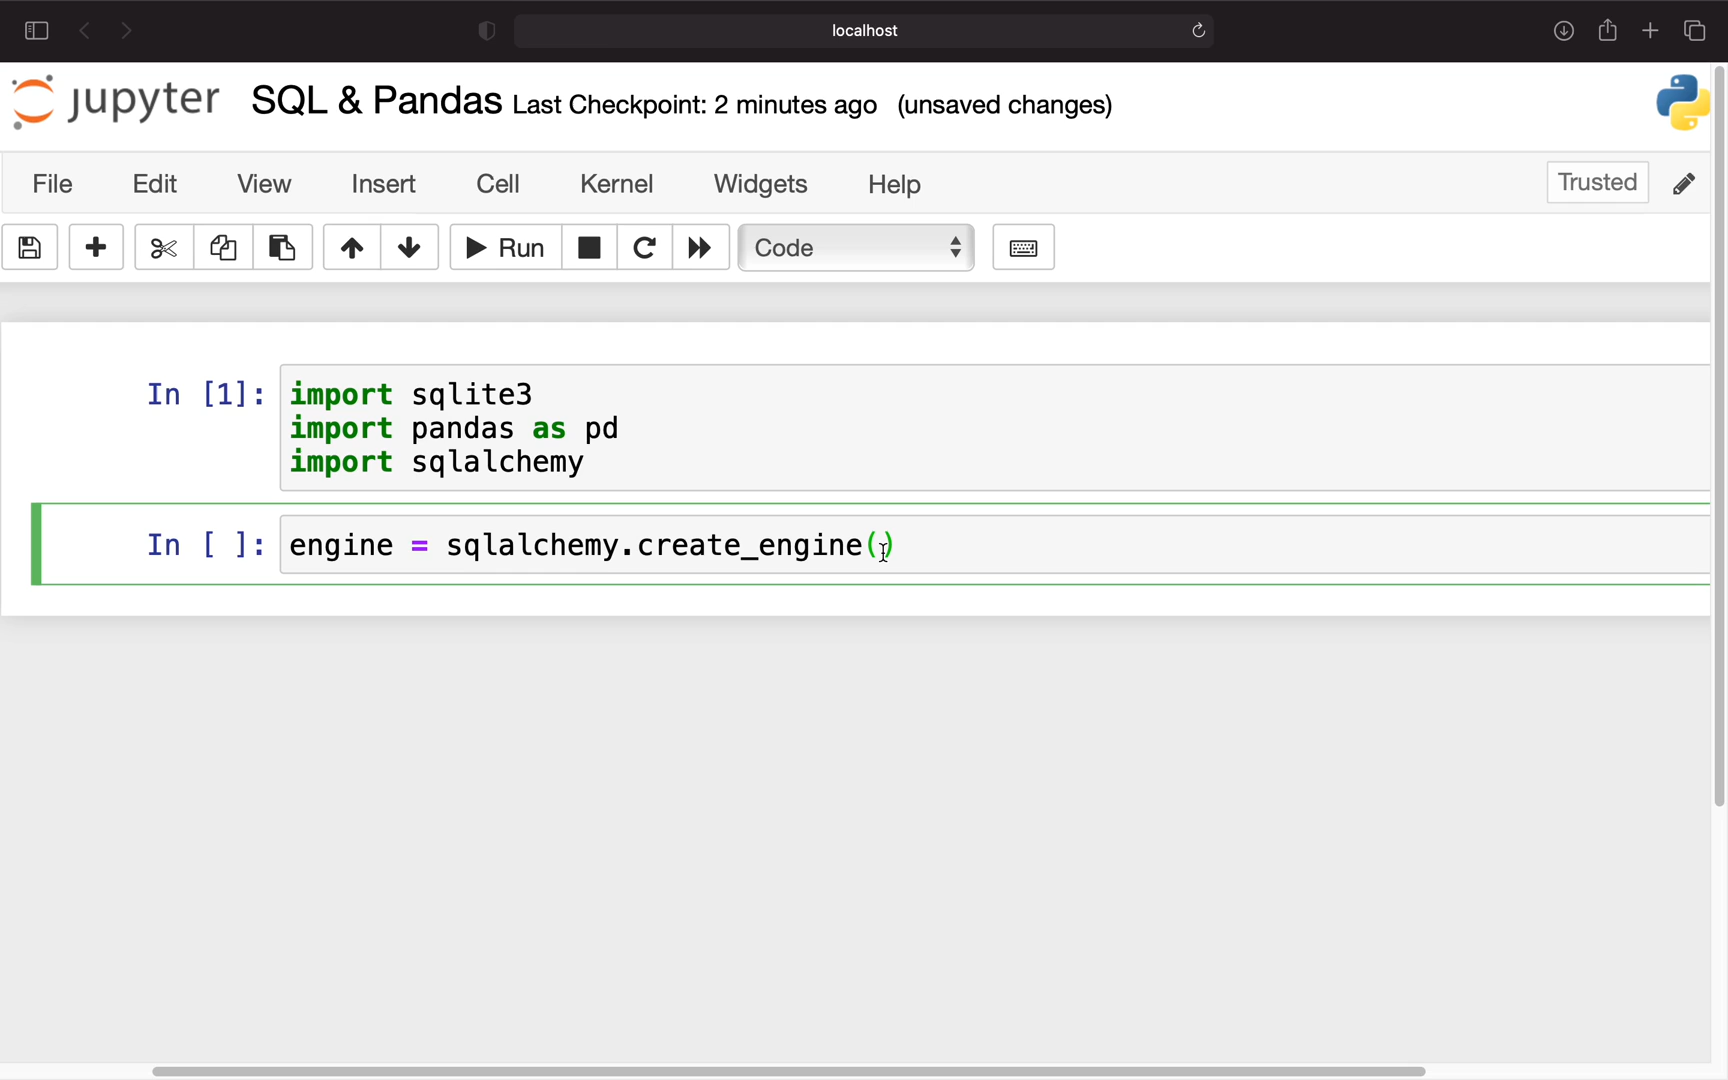 localhost
jupyter SQL & Pandas Last Checkpoint: 2 minutes ago (unsaved changes)
File Edit View Insert Cell Kernel Widgets Help Trusted
Run Code
In [1]: import sqlite3
import pandas as pd
import sqlalchemy
In [ ]: engine = sqlalchemy.create_engine()